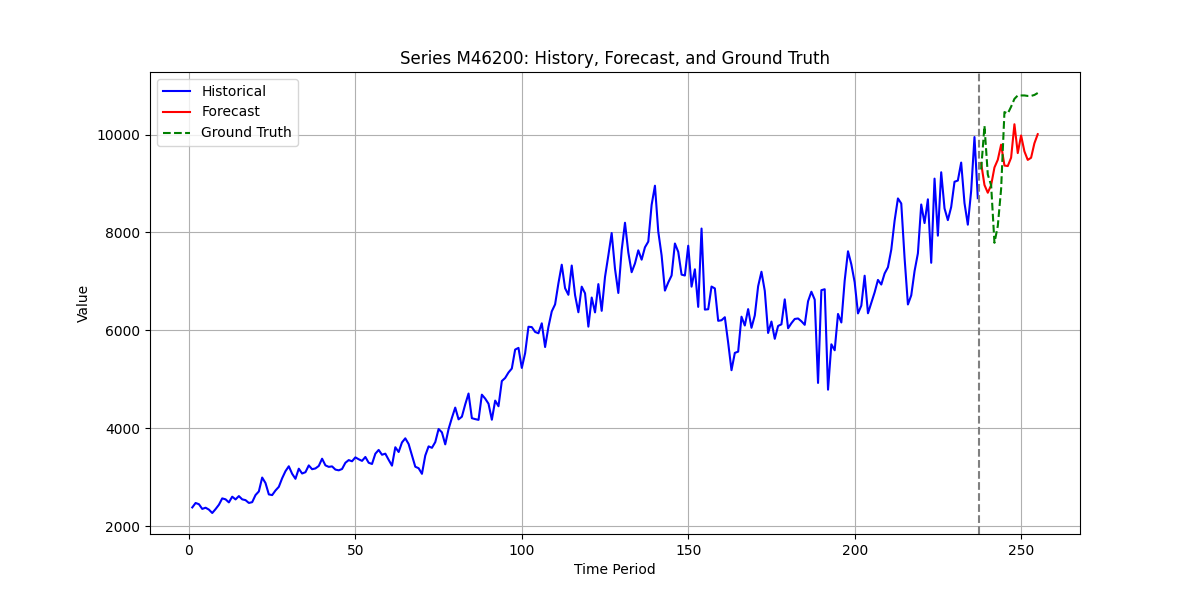 Series M46200: History, Forecast, and Ground Truth
Historical
Forecast
Ground Truth
Value
10000
8000
6000
4000
2000
0
50
100
150
200
250
Time Period